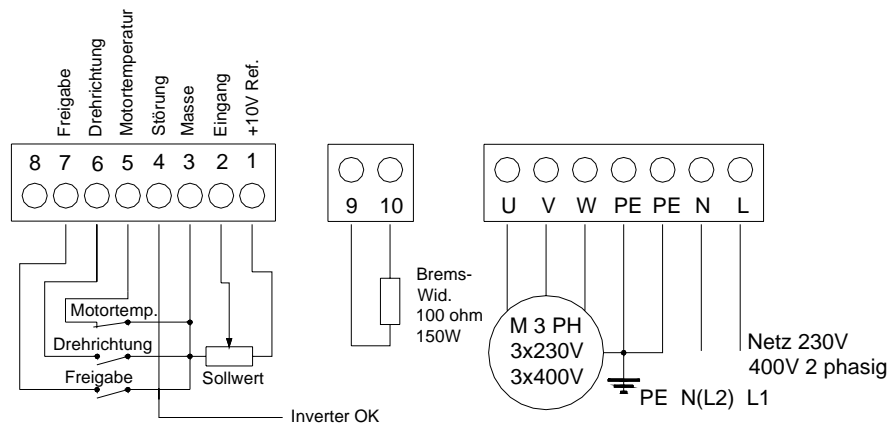 Freigabe
Drehrichtung
Motortemperatur
Störung
Masse
Eingang
+10V Ref.
8 7 6 5 4 3 2 1
9 10
U V W PE PE N L
Motortemp.
Drehrichtung
Freigabe
Sollwert
Inverter OK
Brems-
Wid.
100 ohm
150W
M 3 PH
3x230V
3x400V
Netz 230V
400V 2 phasig
PE N(L2) L1